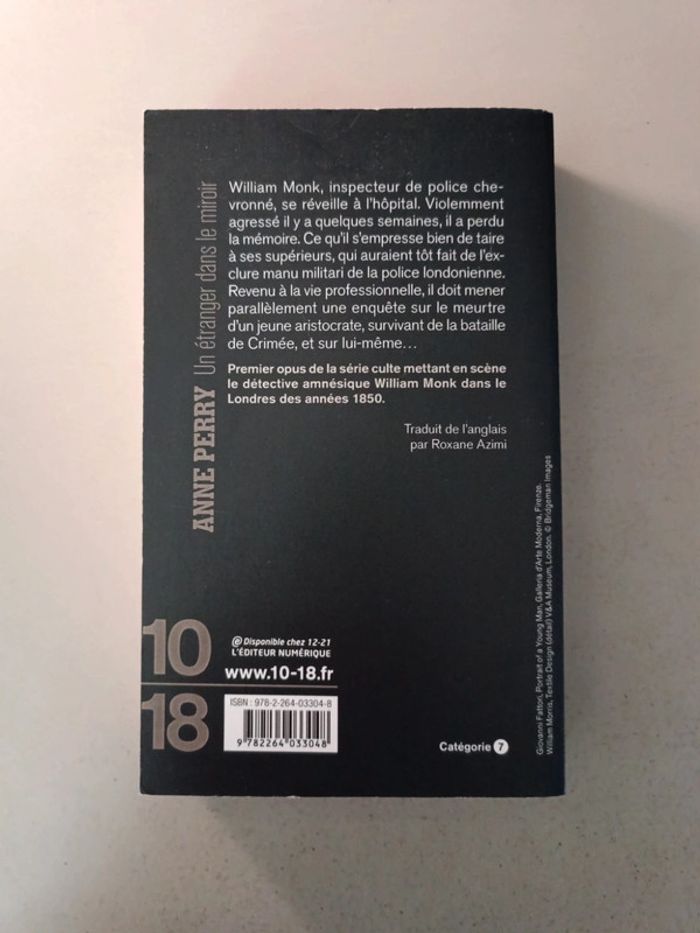 ANNE PERRY Un étranger dans le miroir
William Monk, inspecteur de police che-
vronné, se réveille à l'hôpital. Violemment
agressé il y a quelques semaines, il a perdu
la mémoire. Ce qu'il s'empresse bien de taire
à ses supérieurs, qui auraient tôt fait de l'ex-
clure manu militari de la police londonienne.
Revenu à la vie professionnelle, il doit mener
parallèlement une enquête sur le meurtre
d'un jeune aristocrate, survivant de la bataille
de Crimée, et sur lui-même…
Premier opus de la série culte mettant en scène
le détective amnésique William Monk dans le
Londres des années 1850.
Traduit de l'anglais
par Roxane Azimi
Giovanni Fattori, Portrait of a Young Man, Galleria d'Arte Moderna, Firenze.
William Morris, Textile Design (détail) V&A Museum, London. © Bridgeman Images
10
18
Disponible chez 12-21
L'ÉDITEUR NUMÉRIQUE
www.10-18.fr
ISBN : 978-2-264-03304-8
9 782264 033048
Catégorie 7